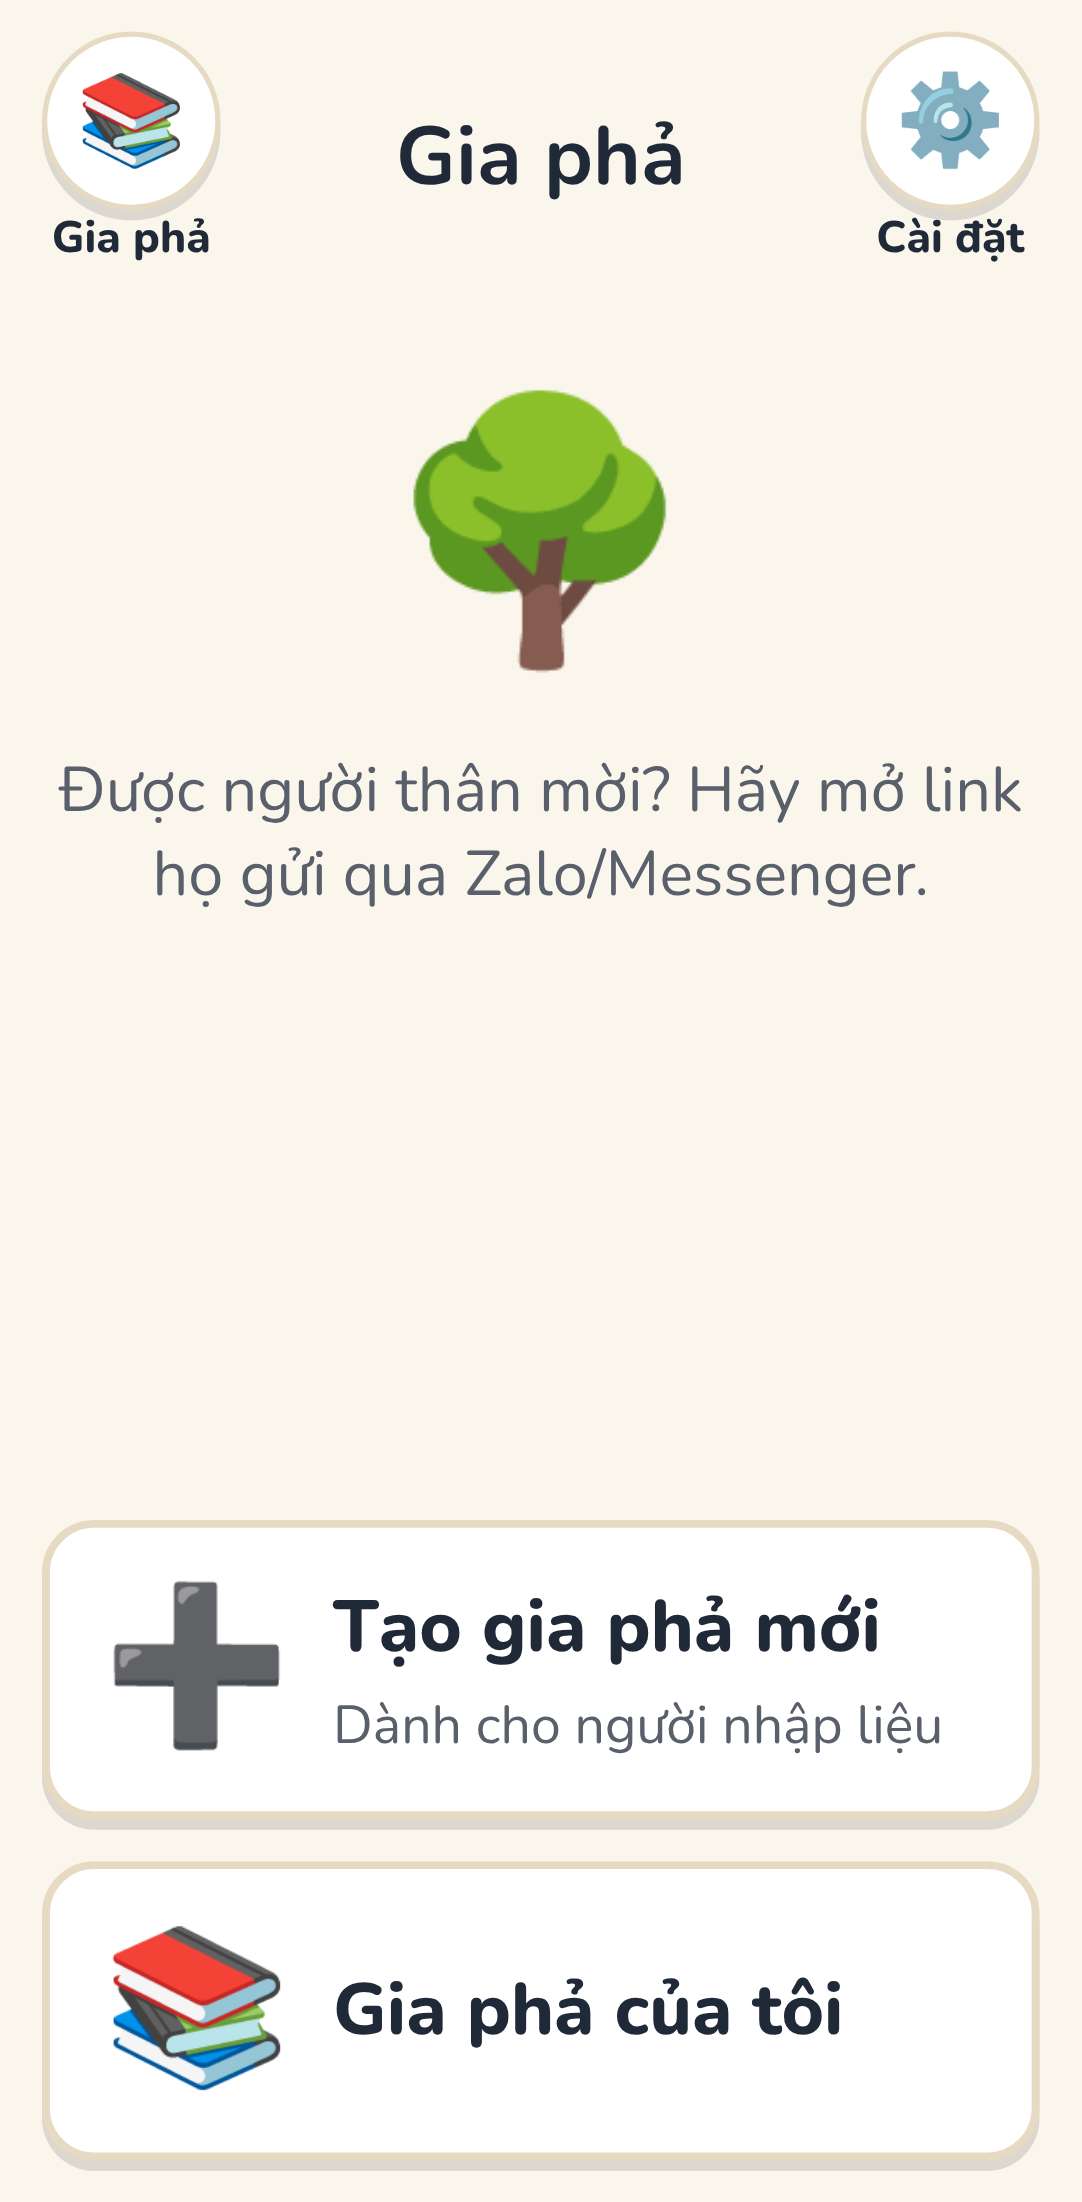 Gia phả
Gia phả
Cài đặt
Được người thân mời? Hãy mở link
họ gửi qua Zalo/Messenger.
Tạo gia phả mới
Dành cho người nhập liệu
Gia phả của tôi